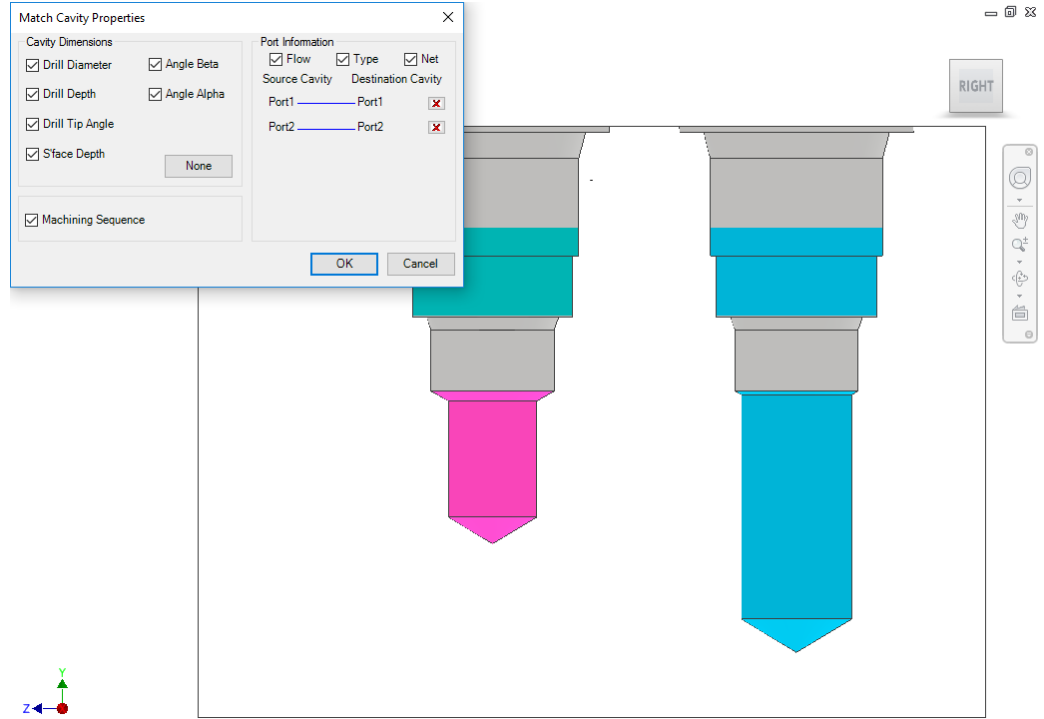 Match Cavity Properties
Cavity Dimensions
Drill Diameter
Angle Beta
Drill Depth
Angle Alpha
Drill Tip Angle
S'face Depth
None
Machining Sequence
Port Information
Flow
Type
Net
Source Cavity
Destination Cavity
Port1
Port1
Port2
Port2
OK
Cancel
RIGHT
Y
Z